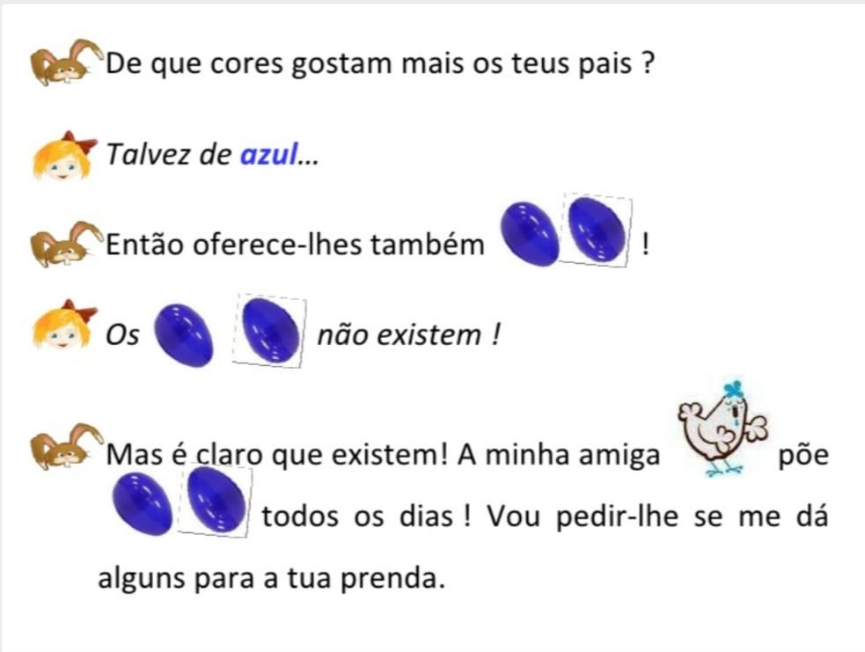 De que cores gostam mais os teus pais ?
Talvez de azul...
Então oferece-lhes também !
Os não existem !
Mas é claro que existem! A minha amiga põe
todos os dias ! Vou pedir-lhe se me dá
alguns para a tua prenda.